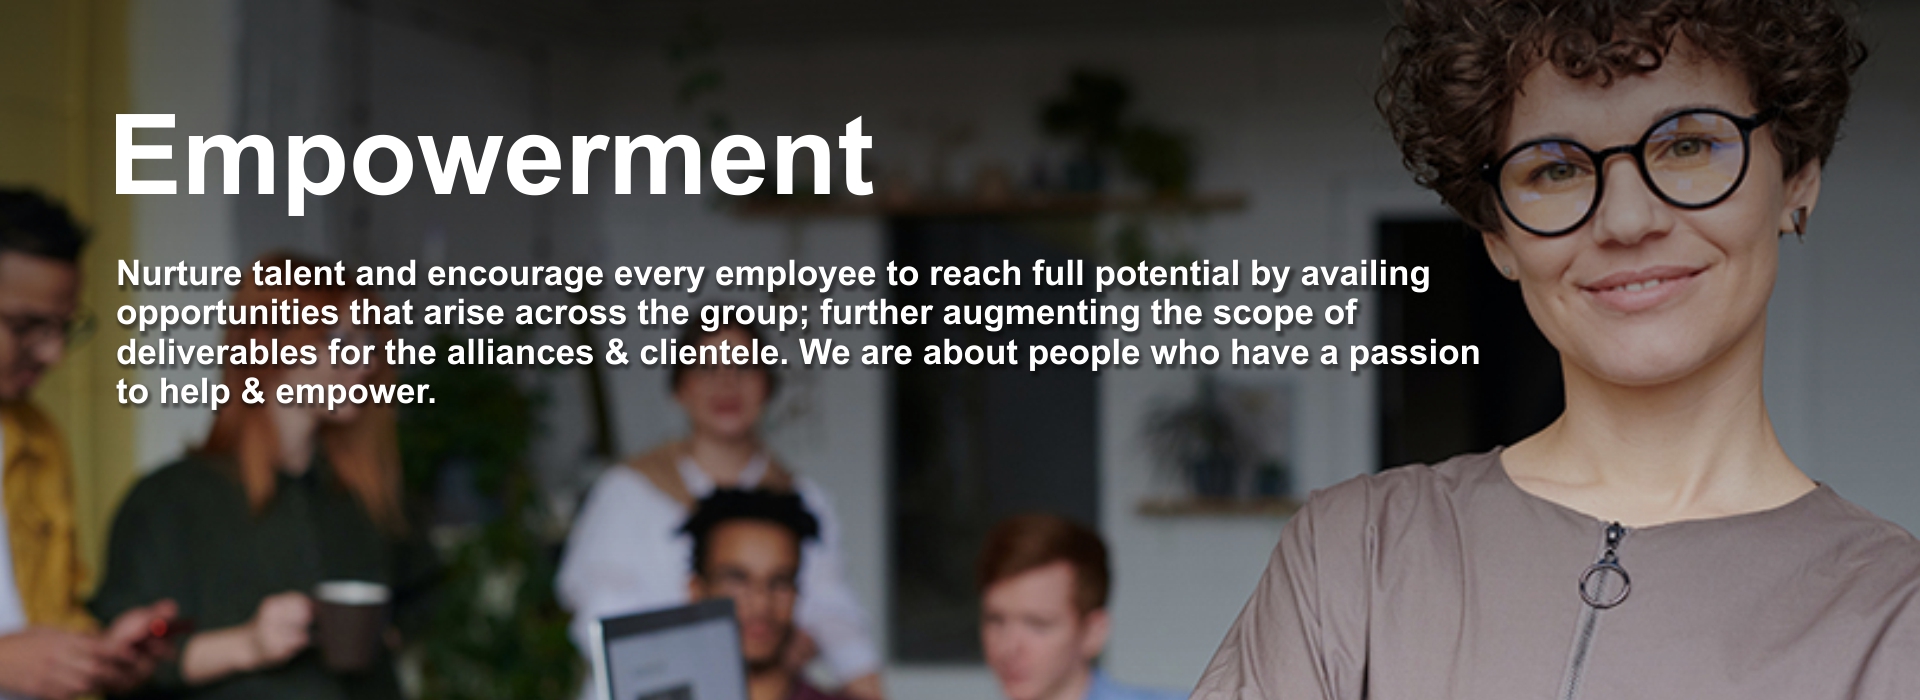 Empowerment
Nurture talent and encourage every employee to reach full potential by availing
opportunities that arise across the group; further augmenting the scope of
deliverables for the alliances & clientele. We are about people who have a passion
to help & empower.